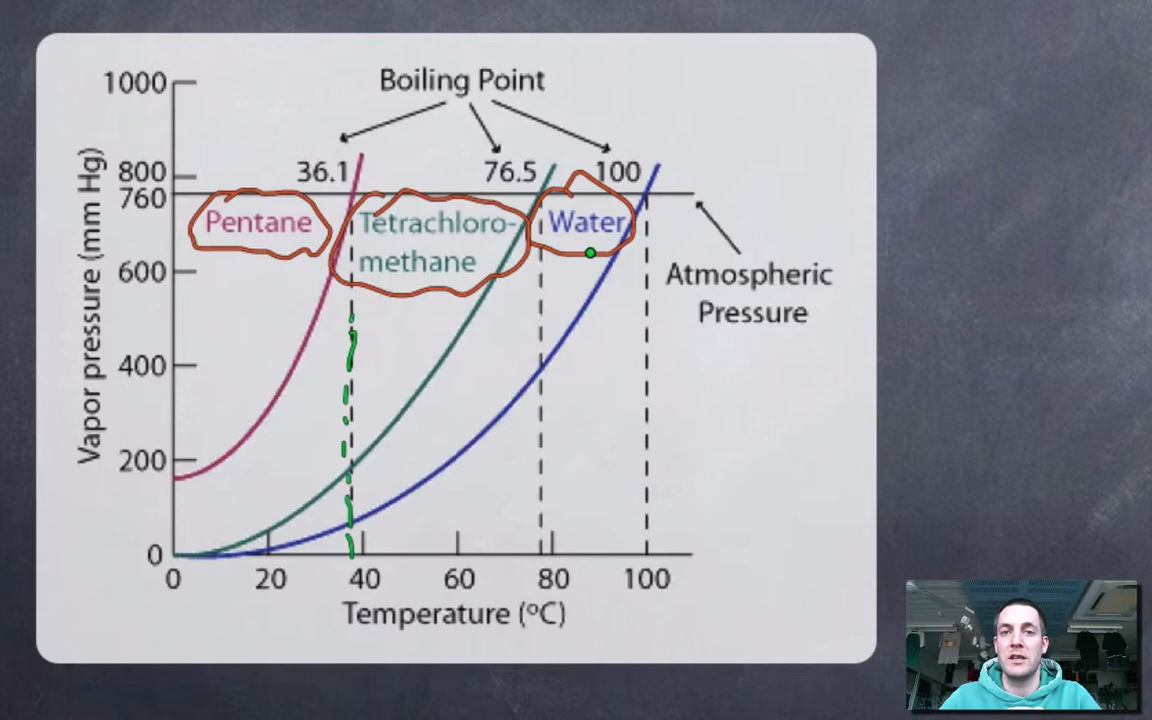 Boiling Point
1000
800
760
600
400
200
0
Vapor pressure (mm Hg)
36.1
76.5
100
Pentane
Tetrachloro-
methane
Water
Atmospheric
Pressure
0 20 40 60 80 100
Temperature (ºC)